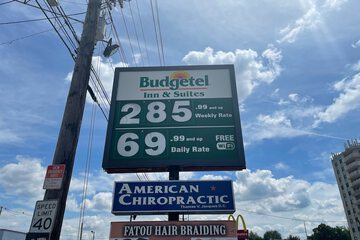 Budgetel
Inn & Suites
285 .99 and up
Weekly Rate
69 .99 and up
Daily Rate
FREE
WiFi
AMERICAN
CHIROPRACTIC
FATOU HAIR BRAIDING
SPEED
LIMIT
40